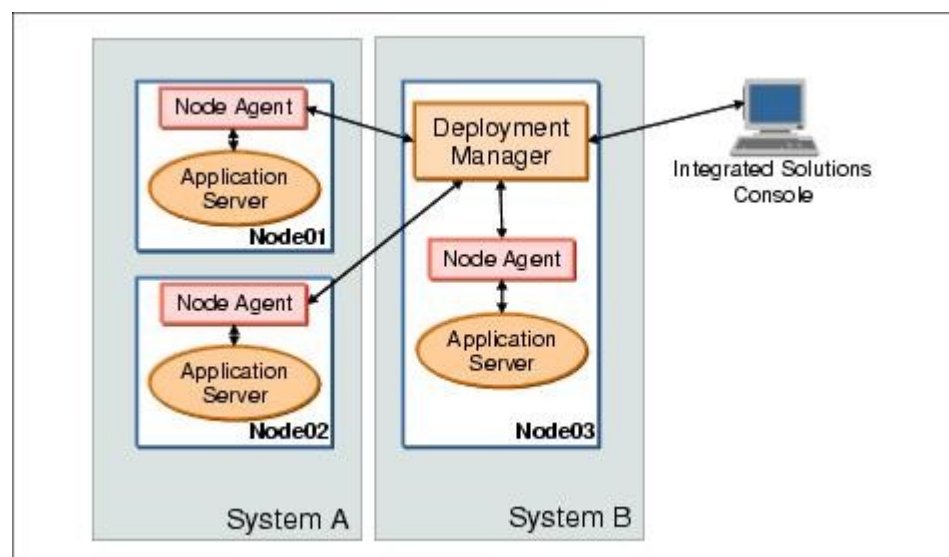 Node Agent
Application
Server
Node01
Node Agent
Application
Server
Node02
System A
Deployment
Manager
Node Agent
Application
Server
Node03
System B
Integrated Solutions
Console